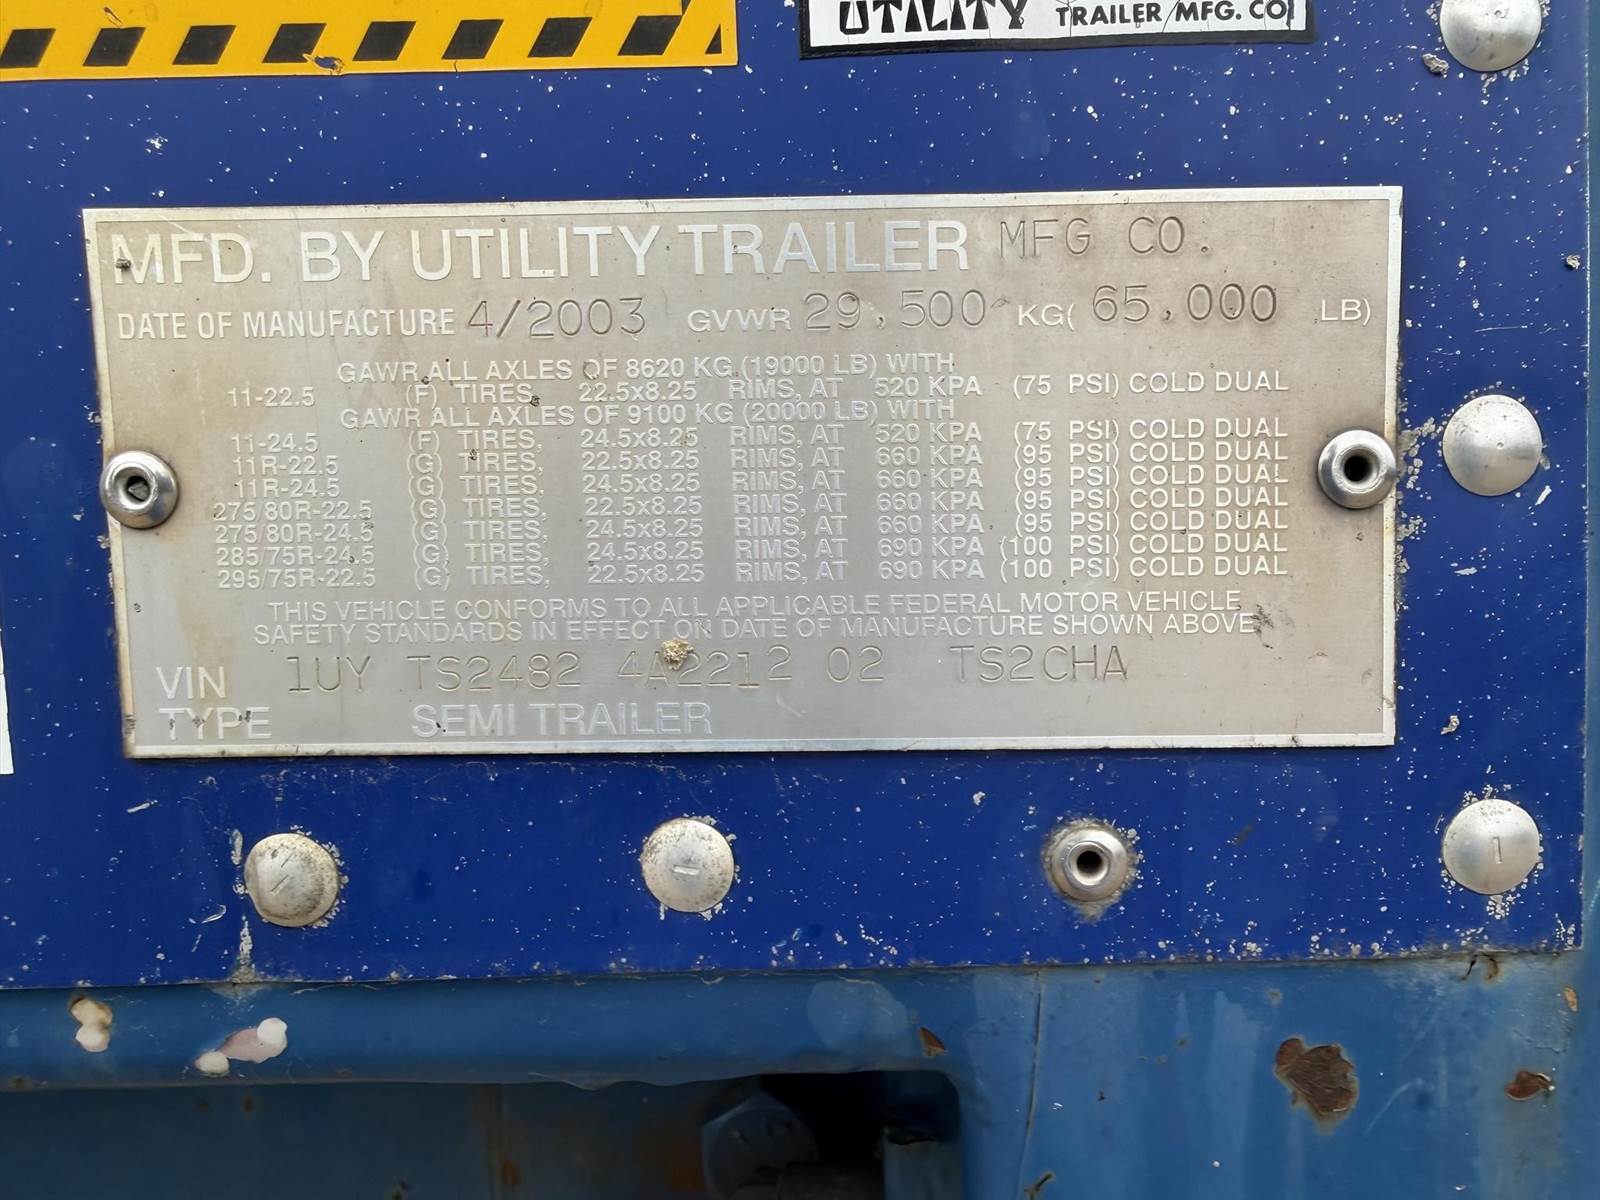 UTILITY TRAILER MFG. CO.
MFD. BY UTILITY TRAILER MFG CO.
DATE OF MANUFACTURE 4/2003 GVWR 29,500 KG( 65,000 LB)
GAWR ALL AXLES OF 8620 KG (19000 LB) WITH
11-22.5 (F) TIRES, 22.5x8.25 RIMS, AT 520 KPA (75 PSI) COLD DUAL
GAWR ALL AXLES OF 9100 KG (20000 LB) WITH
11-24.5 (F) TIRES, 24.5x8.25 RIMS, AT 520 KPA (75 PSI) COLD DUAL
11R-22.5 (G) TIRES, 22.5x8.25 RIMS, AT 660 KPA (95 PSI) COLD DUAL
11R-24.5 (G) TIRES, 24.5x8.25 RIMS, AT 660 KPA (95 PSI) COLD DUAL
275/80R-22.5 (G) TIRES, 22.5x8.25 RIMS, AT 660 KPA (95 PSI) COLD DUAL
275/80R-24.5 (G) TIRES, 24.5x8.25 RIMS, AT 660 KPA (95 PSI) COLD DUAL
285/75R-24.5 (G) TIRES, 24.5x8.25 RIMS, AT 690 KPA (100 PSI) COLD DUAL
295/75R-22.5 (G) TIRES, 22.5x8.25 RIMS, AT 690 KPA (100 PSI) COLD DUAL
THIS VEHICLE CONFORMS TO ALL APPLICABLE FEDERAL MOTOR VEHICLE
SAFETY STANDARDS IN EFFECT ON DATE OF MANUFACTURE SHOWN ABOVE
VIN 1UY TS2482 4A2212 02 TS2CHA
TYPE SEMI TRAILER